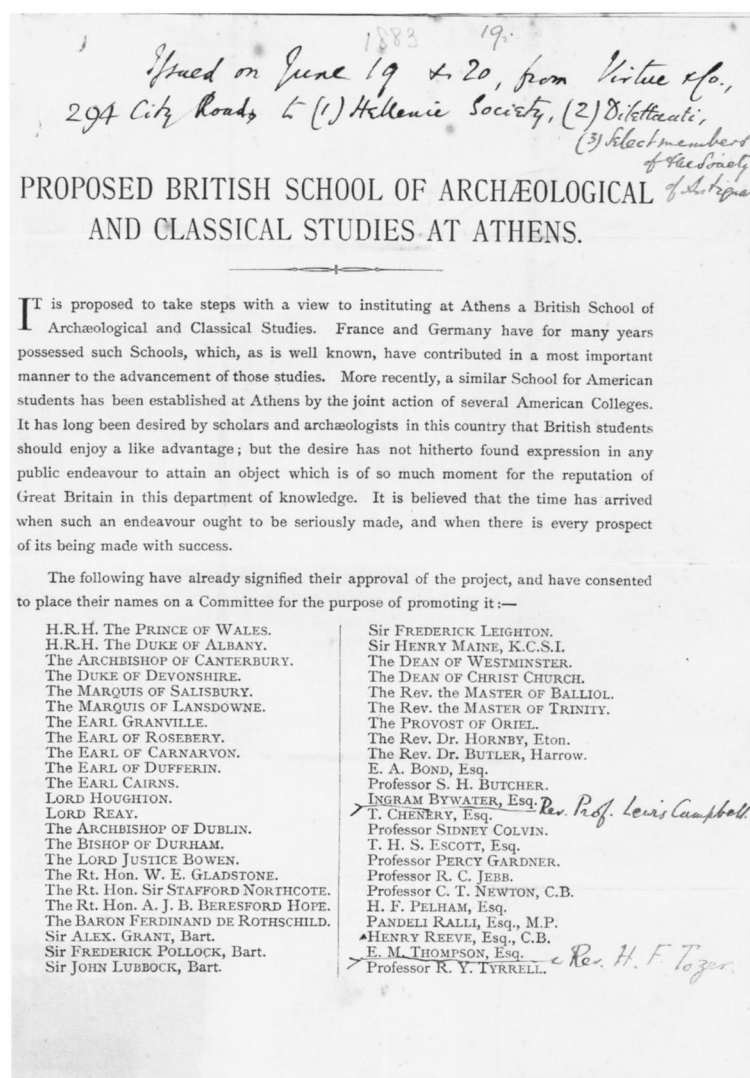 1883 19.
Issued on June 19 & 20, from Virtue & Co.,
294 City Road, to (1) Hellenic Society, (2) Dilettanti,
(3) Select members
of the Society
of Antiqua
PROPOSED BRITISH SCHOOL OF ARCHÆOLOGICAL
AND CLASSICAL STUDIES AT ATHENS.
IT is proposed to take steps with a view to instituting at Athens a British School of
Archæological and Classical Studies. France and Germany have for many years
possessed such Schools, which, as is well known, have contributed in a most important
manner to the advancement of those studies. More recently, a similar School for American
students has been established at Athens by the joint action of several American Colleges.
It has long been desired by scholars and archæologists in this country that British students
should enjoy a like advantage; but the desire has not hitherto found expression in any
public endeavour to attain an object which is of so much moment for the reputation of
Great Britain in this department of knowledge. It is believed that the time has arrived
when such an endeavour ought to be seriously made, and when there is every prospect
of its being made with success.
The following have already signified their approval of the project, and have consented
to place their names on a Committee for the purpose of promoting it:—
H.R.H. The PRINCE OF WALES.
H.R.H. The DUKE OF ALBANY.
The ARCHBISHOP OF CANTERBURY.
The DUKE OF DEVONSHIRE.
The MARQUIS OF SALISBURY.
The MARQUIS OF LANSDOWNE.
The EARL GRANVILLE.
The EARL OF ROSEBERY.
The EARL OF CARNARVON.
The EARL OF DUFFERIN.
The EARL CAIRNS.
LORD HOUGHTON.
LORD REAY.
The ARCHBISHOP OF DUBLIN.
The BISHOP OF DURHAM.
The LORD JUSTICE BOWEN.
The Rt. Hon. W. E. GLADSTONE.
The Rt. Hon. Sir STAFFORD NORTHCOTE.
The Rt. Hon. A. J. B. BERESFORD HOPE.
The BARON FERDINAND DE ROTHSCHILD.
Sir ALEX. GRANT, Bart.
Sir FREDERICK POLLOCK, Bart.
Sir JOHN LUBBOCK, Bart.
Sir FREDERICK LEIGHTON.
Sir HENRY MAINE, K.C.S.I.
The DEAN OF WESTMINSTER.
The DEAN OF CHRIST CHURCH.
The Rev. the MASTER OF BALLIOL.
The Rev. the MASTER OF TRINITY.
The PROVOST OF ORIEL.
The Rev. Dr. HORNBY, Eton.
The Rev. Dr. BUTLER, Harrow.
E. A. BOND, Esq.
Professor S. H. BUTCHER.
INGRAM BYWATER, Esq.
Rev. Prof. Lewis Campbell.
T. CHENERY, Esq.
Professor SIDNEY COLVIN.
T. H. S. ESCOTT, Esq.
Professor PERCY GARDNER.
Professor R. C. JEBB.
Professor C. T. NEWTON, C.B.
H. F. PELHAM, Esq.
PANDELI RALLI, Esq., M.P.
HENRY REEVE, Esq., C.B.
E. M. THOMPSON, Esq.
Rev. H. F. Tozer.
Professor R. Y. TYRRELL.